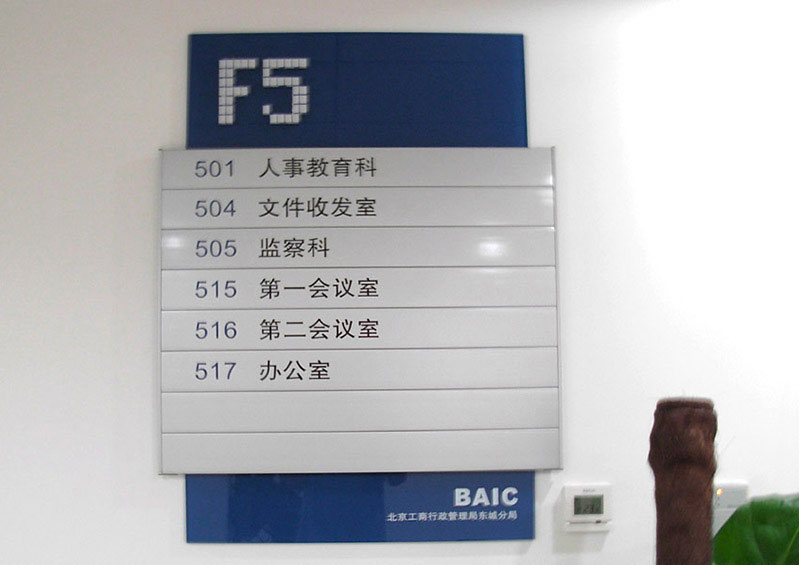 F5
501 人事教育科
504 文件收发室
505 监察科
515 第一会议室
516 第二会议室
517 办公室
BAIC
北京工商行政管理局东城分局